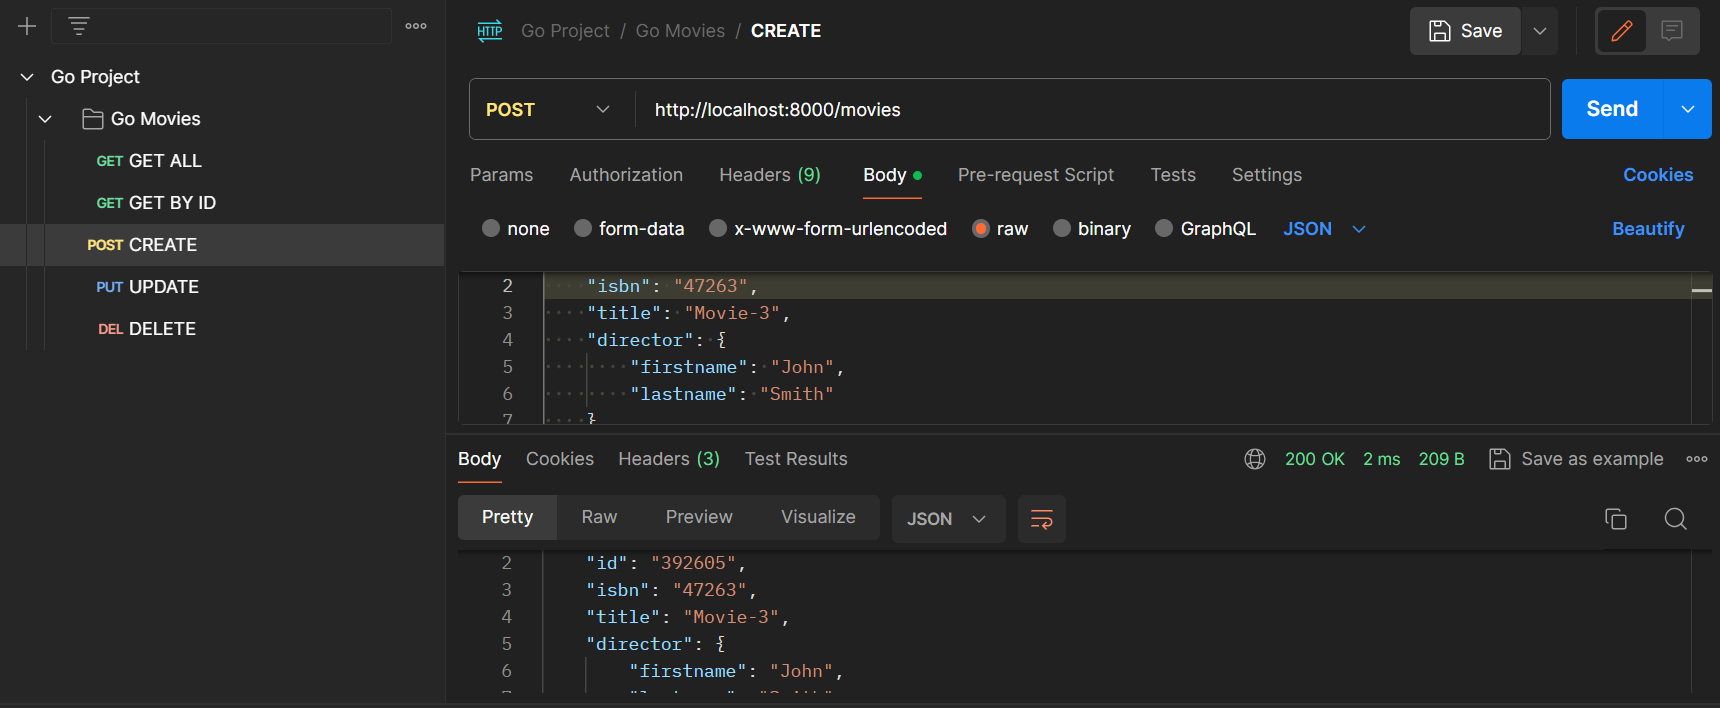 Go Project
Go Movies
GET GET ALL
GET GET BY ID
POST CREATE
PUT UPDATE
DEL DELETE
HTTP Go Project / Go Movies / CREATE
Save
POST http://localhost:8000/movies
Send
Params Authorization Headers (9) Body Pre-request Script Tests Settings Cookies
none form-data x-www-form-urlencoded raw binary GraphQL JSON Beautify
2 "isbn": "47263",
3 "title": "Movie-3",
4 "director": {
5 "firstname": "John",
6 "lastname": "Smith"
7 }
Body Cookies Headers (3) Test Results 200 OK 2 ms 209 B Save as example
Pretty Raw Preview Visualize JSON
2 "id": "392605",
3 "isbn": "47263",
4 "title": "Movie-3",
5 "director": {
6 "firstname": "John",